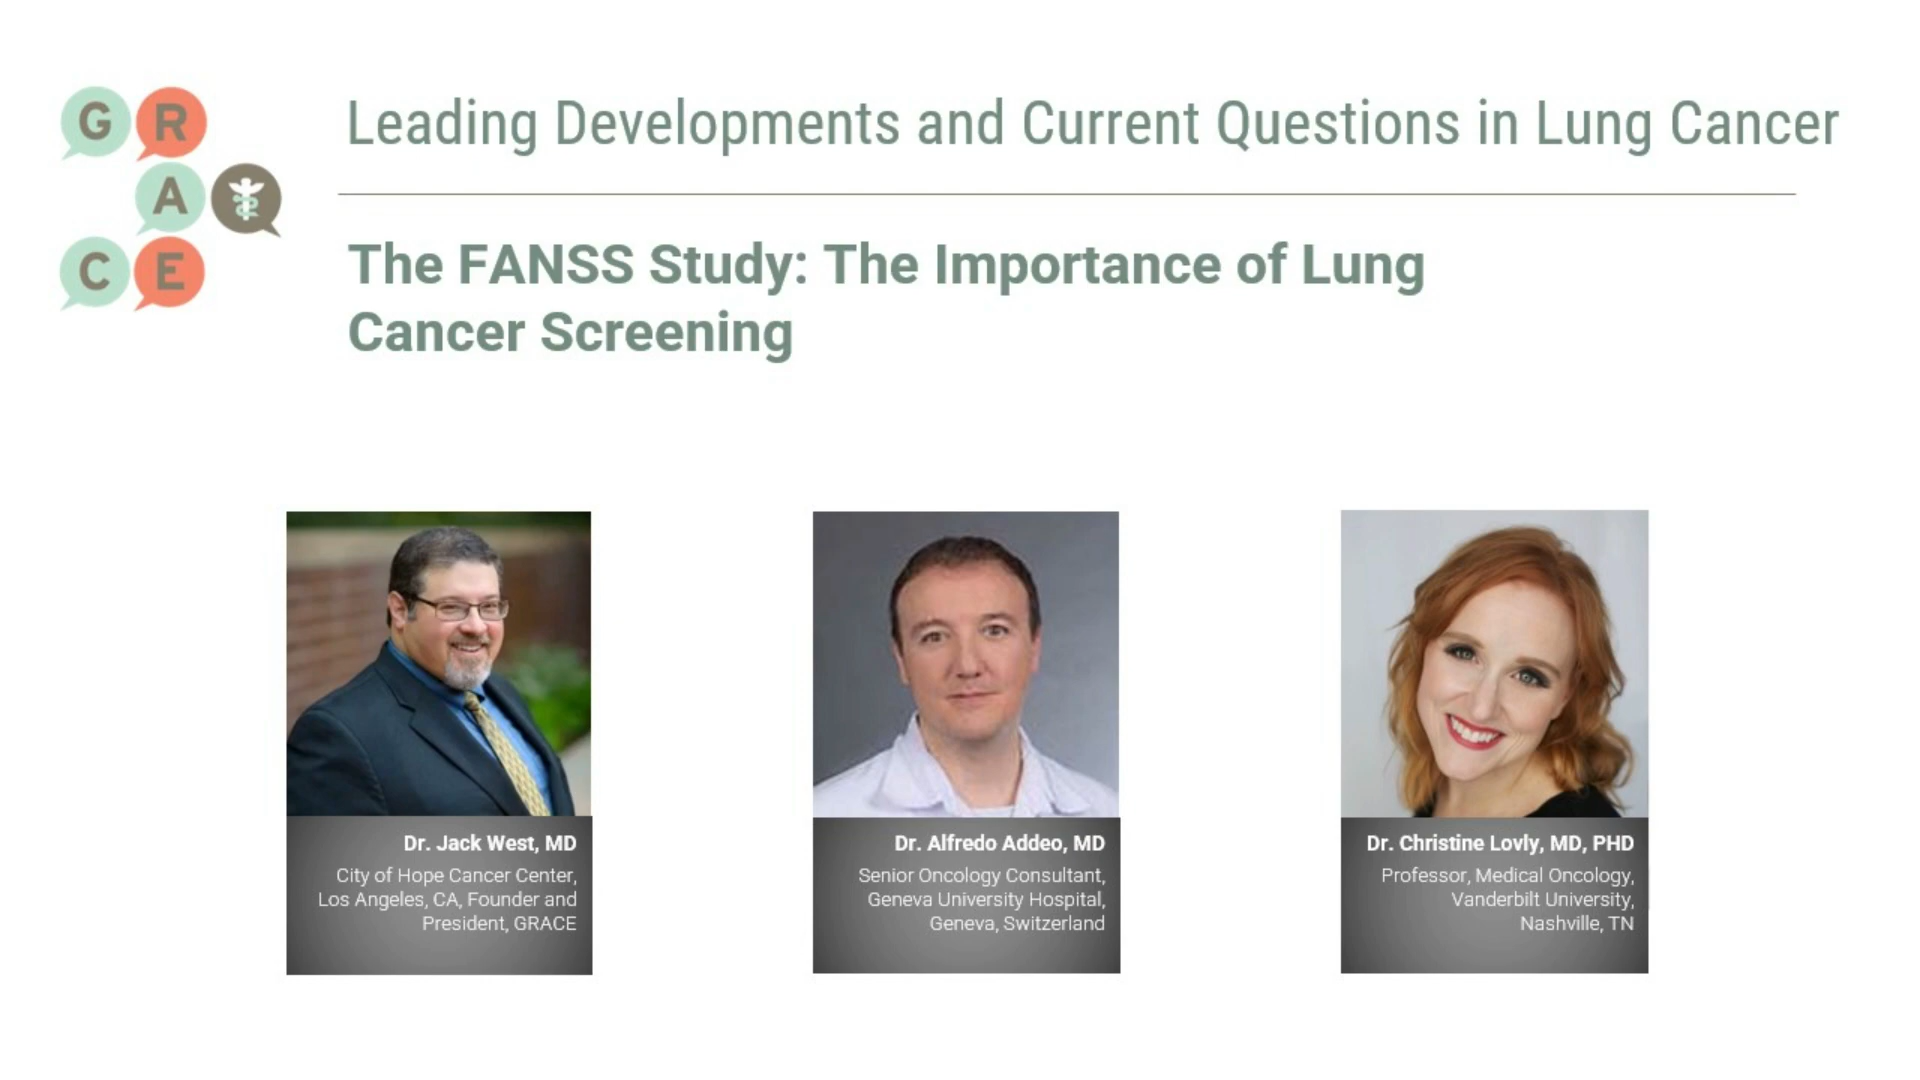 G R
A
C E
Leading Developments and Current Questions in Lung Cancer
The FANSS Study: The Importance of Lung
Cancer Screening
Dr. Jack West, MD
City of Hope Cancer Center,
Los Angeles, CA, Founder and
President, GRACE
Dr. Alfredo Addeo, MD
Senior Oncology Consultant,
Geneva University Hospital,
Geneva, Switzerland
Dr. Christine Lovly, MD, PHD
Professor, Medical Oncology,
Vanderbilt University,
Nashville, TN